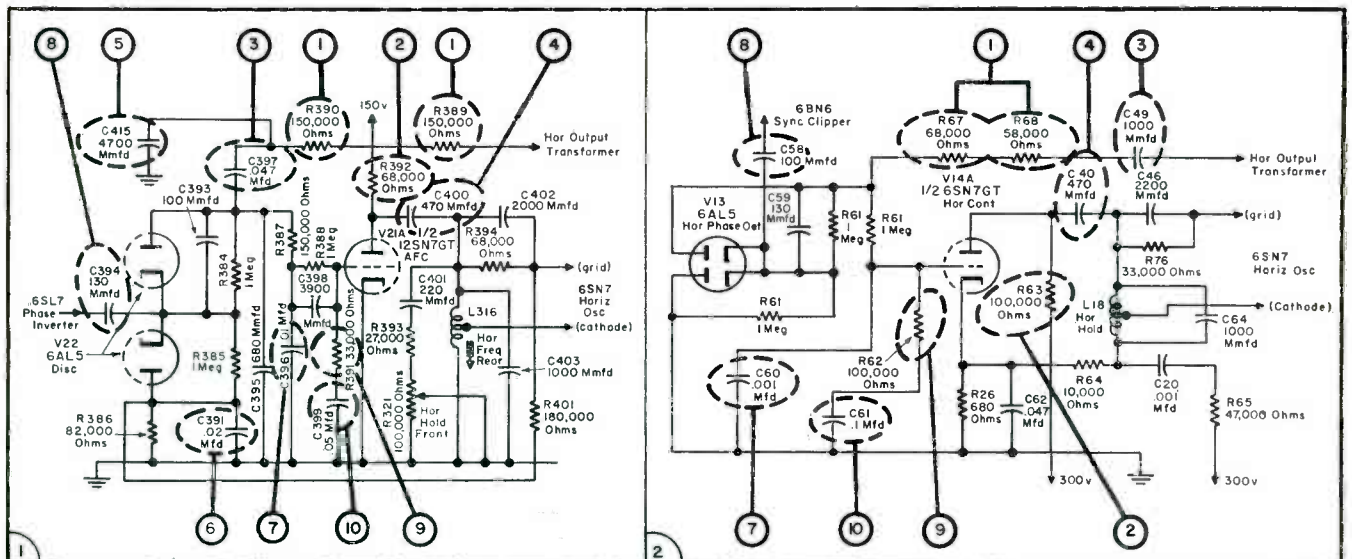 8
5
3
1
2
1
4
C415
4700
Mmfd
R390
150,000
Ohms
150v
R389
150,000
Ohms
Hor Output
Transformer
C397
.047
Mfd
R392
68,000
Ohms
C393
100 Mmfd
C400
470
Mmfd
C402
2000 Mmfd
R387
150,000 Ohms
R388
1 Meg
V21A 1/2
12SN7GT
AFC
R394
68,000
Ohms
R384
1 Meg
C394
130
Mmfd
6SL7
Phase
Inverter
C398
3900
Mmfd
C401
220
Mmfd
(grid)
6SN7
Horiz
Osc
L316
(Cathode)
V22
6AL5
Disc
R385
1 Meg
C395 680 Mmfd
C396 .01 Mfd
R391 33,000 Ohms
R393
27,000
Ohms
Hor
Freq
Rear
C403
1000 Mmfd
R386
82,000
Ohms
C391
.02
Mfd
C399
.05 Mfd
R321
100,000 Ohms
Hor
Hold
Front
R401
180,000
Ohms
6
7
10
9
1
8
1
4
3
6BN6
Sync Clipper
C58
100 Mmfd
R67
68,000
Ohms
R68
58,000
Ohms
C49
1000
Mmfd
Hor Output
Transformer
V13
6AL5
Hor Phase Det
C59
130
Mmfd
R61
1
Meg
R61
1 Meg
V14A
1/2 6SN7GT
Hor Cont
C40
470
Mmfd
C46
2200
Mmfd
(grid)
R76
33,000 Ohms
6SN7
Horiz Osc
R61
1 Meg
R63
100,000
Ohms
L18
Hor
Hold
(Cathode)
C64
1000
Mmfd
R62
100,000
Ohms
C60
.001
Mfd
C61
.1 Mfd
R26
680
Ohms
C62
.047
Mfd
R64
10,000
Ohms
C20
.001
Mfd
R65
47,000 Ohms
300v
300v
7
10
9
2
2